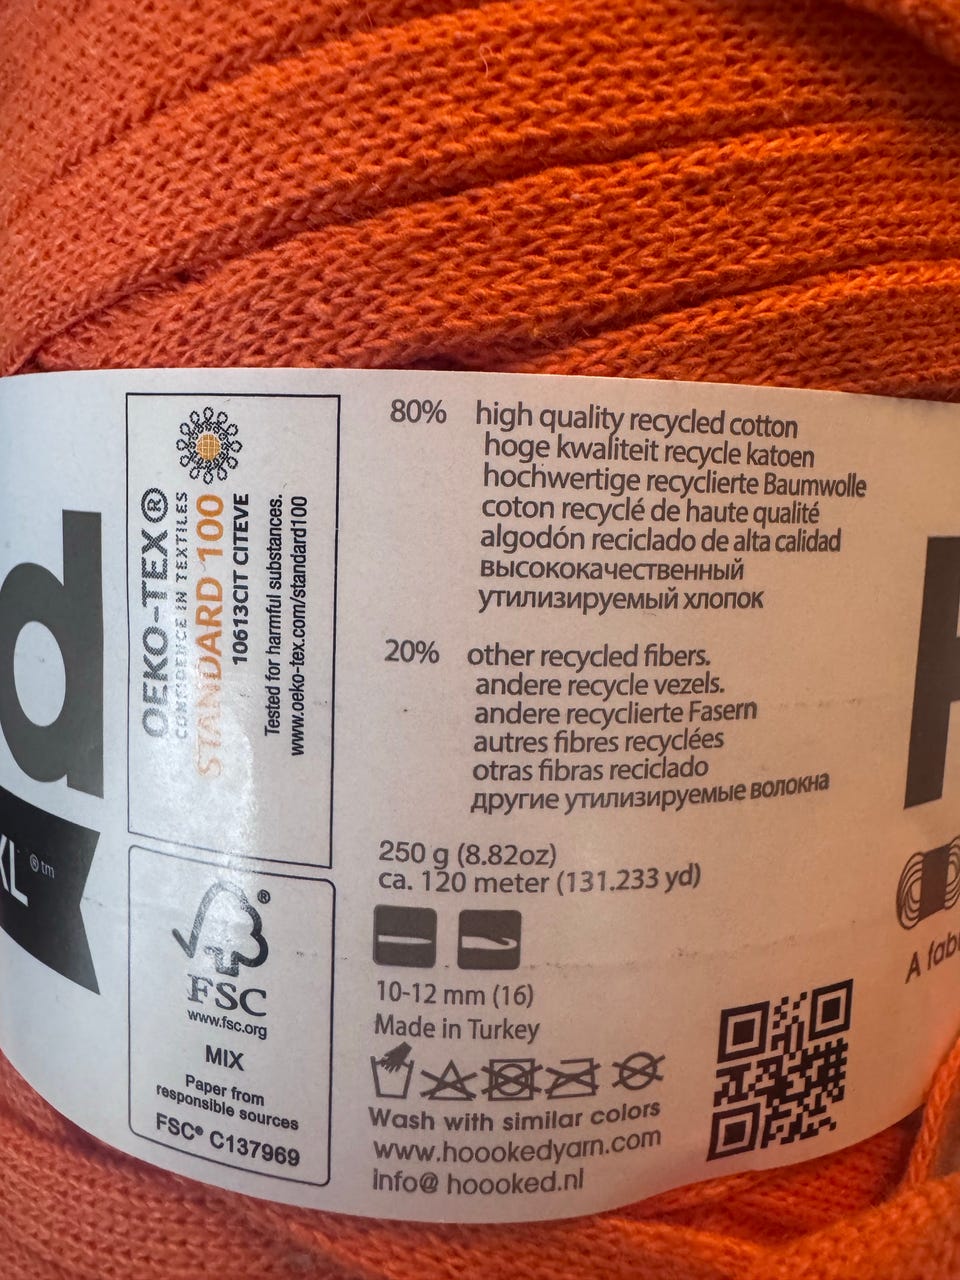 d
XL ®tm
OEKO-TEX®
CONFIDENCE IN TEXTILES
STANDARD 100
10613CIT CITEVE
Tested for harmful substances.
www.oeko-tex.com/standard100
®
FSC
www.fsc.org
MIX
Paper from
responsible sources
FSC® C137969
80% high quality recycled cotton
hoge kwaliteit recycle katoen
hochwertige recyclierte Baumwolle
coton recyclé de haute qualité
algodón reciclado de alta calidad
высококачественный
утилизируемый хлопок
20% other recycled fibers.
andere recycle vezels.
andere recyclierte Fasern
autres fibres recyclées
otras fibras reciclado
другие утилизируемые волокна
250 g (8.82oz)
ca. 120 meter (131.233 yd)
10-12 mm (16)
Made in Turkey
Wash with similar colors
www.hoookedyarn.com
info@ hoooked.nl
A fab